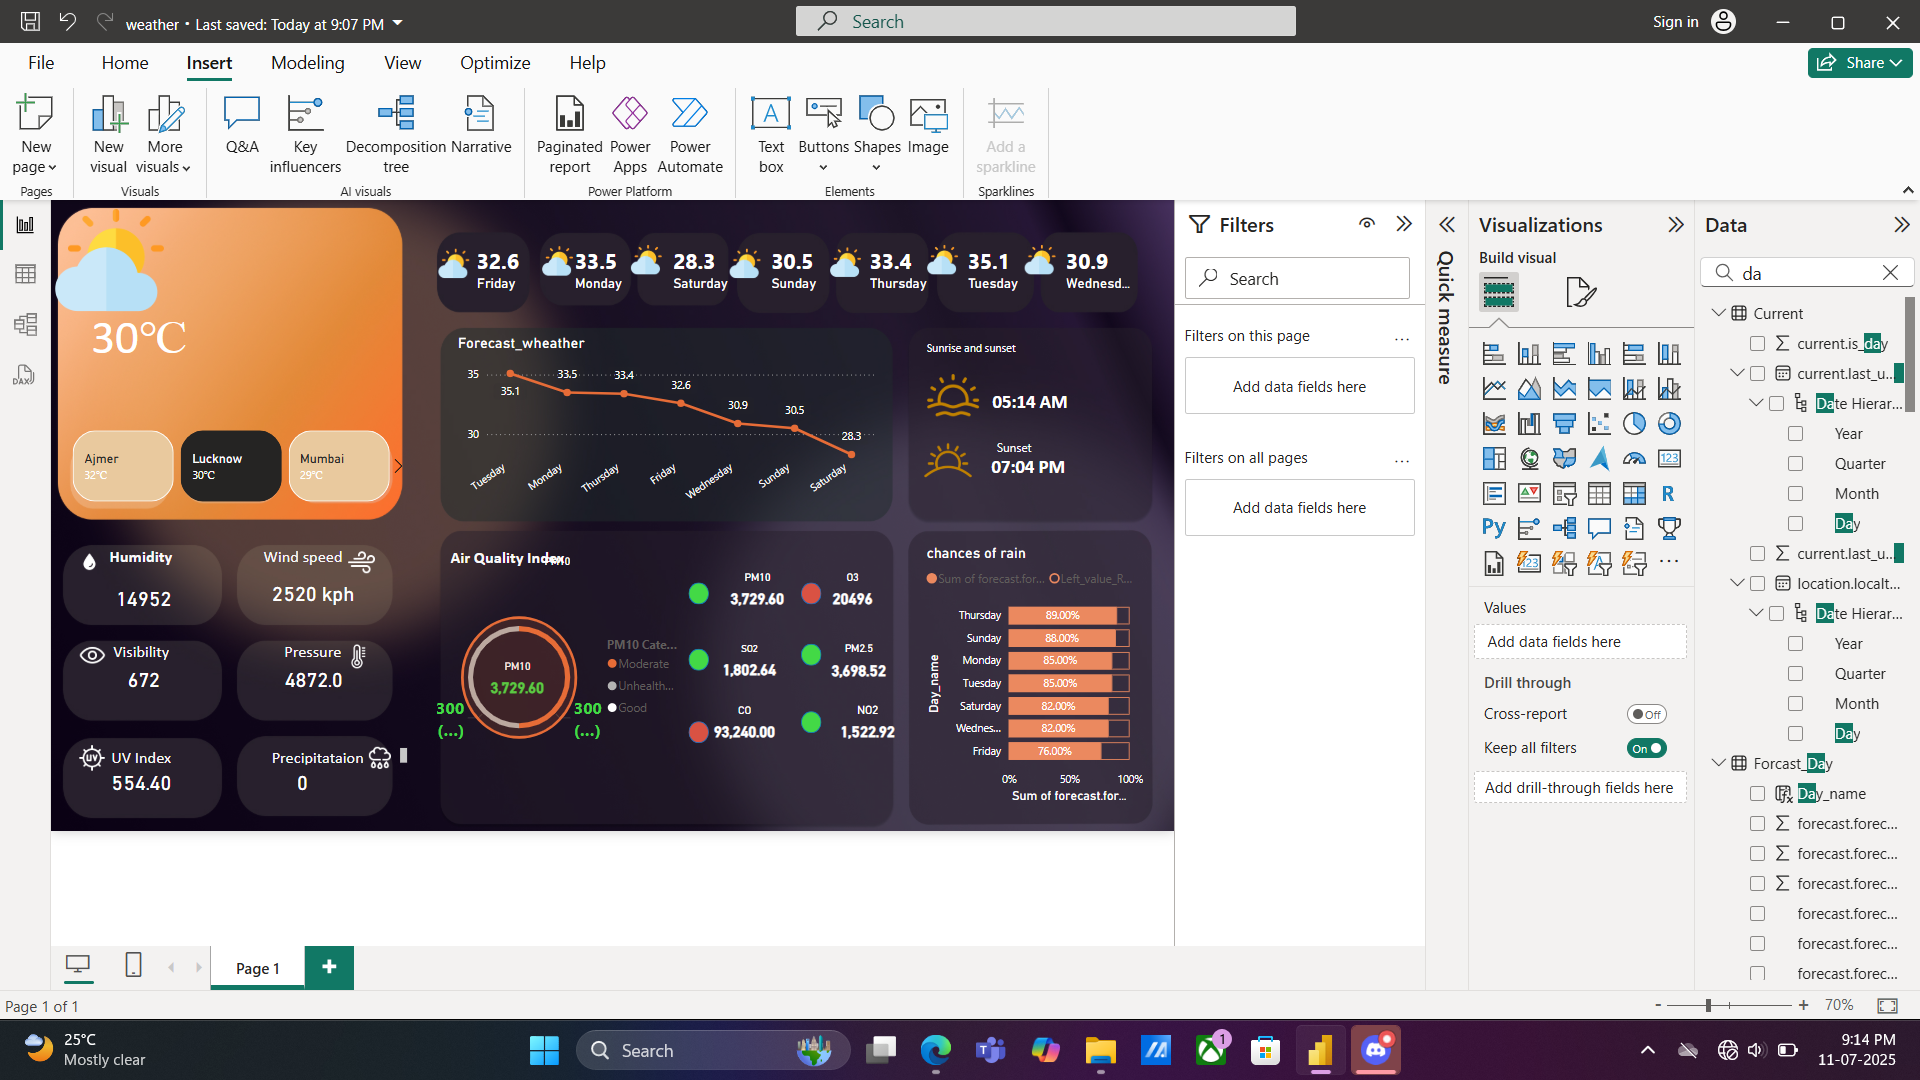 weather • Last saved: Today at 9:07 PM
Search
Sign in
File
Home
Insert
Modeling
View
Optimize
Help
Share
New page
New visual
More visuals
Q&A
Key influencers
Decomposition tree
Narrative
Paginated report
Power Apps
Power Automate
Text box
Buttons
Shapes
Image
Add a sparkline
Pages
Visuals
AI visuals
Power Platform
Elements
Sparklines
30℃
Ajmer
32℃
Lucknow
30℃
Mumbai
29℃
32.6
Friday
33.5
Monday
28.3
Saturday
30.5
Sunday
33.4
Thursday
35.1
Tuesday
30.9
Wednesd...
Forecast_wheather
35
30
35.1
33.5
33.4
32.6
30.9
30.5
28.3
Tuesday
Monday
Thursday
Friday
Wednesday
Sunday
Saturday
Sunrise and sunset
05:14 AM
Sunset
07:04 PM
Humidity
14952
Wind speed
2520 kph
Visibility
672
Pressure
4872.0
UV
UV Index
554.40
Precipitataion
0
Air Quality Index
PM10
PM10
3,729.60
300
(...)
300
(...)
PM10 Cate...
Moderate
Unhealth...
Good
PM10
3,729.60
O3
20496
SO2
1,802.64
PM2.5
3,698.52
CO
93,240.00
NO2
1,522.92
chances of rain
Sum of forecast.for...
Left_value_R...
Day_name
Thursday 89.00%
Sunday 88.00%
Monday 85.00%
Tuesday 85.00%
Saturday 82.00%
Wednes... 82.00%
Friday 76.00%
0% 50% 100%
Sum of forecast.for...
Filters
Search
Filters on this page
...
Add data fields here
Filters on all pages
...
Add data fields here
Quick measure
Visualizations
Build visual
123
R
Py
...
Values
Add data fields here
Drill through
Cross-report
Off
Keep all filters
On
Add drill-through fields here
Data
da
Current
current.is_day
current.last_u...
Date Hierar...
Year
Quarter
Month
Day
current.last_u...
location.localt...
Date Hierar...
Year
Quarter
Month
Day
Forcast_Day
Day_name
forecast.forec...
forecast.forec...
forecast.forec...
forecast.forec...
forecast.forec...
forecast.forec...
DAX
Page 1
+
Page 1 of 1
- + 70%
25°C
Mostly clear
Search
1
9:14 PM
11-07-2025